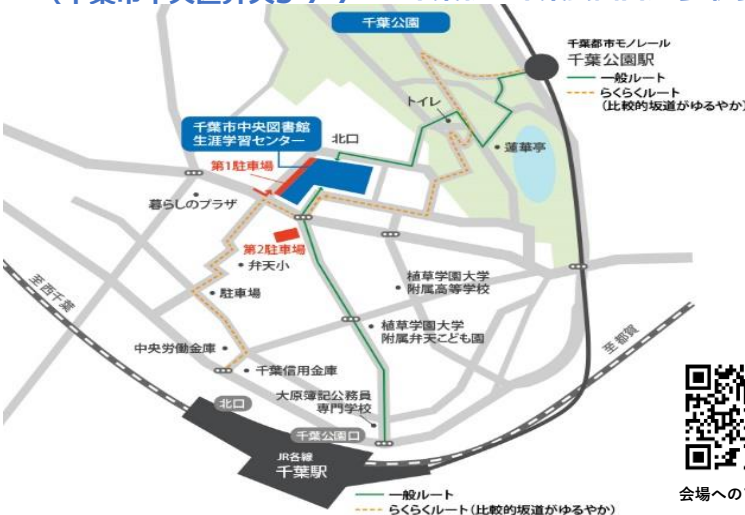 千葉公園
千葉都市モノレール
千葉公園駅
一般ルート
らくらくルート
(比較的坂道がゆるやか)
トイレ
千葉市中央図書館
生涯学習センター
北口
蓮華亭
第1駐車場
暮らしのプラザ
第2駐車場
弁天小
駐車場
植草学園大学
附属高等学校
植草学園大学
附属弁天こども園
至西千葉
至都賀
中央労働金庫
千葉信用金庫
大原簿記公務員
専門学校
北口
千葉公園口
JR各線
千葉駅
一般ルート
らくらくルート(比較的坂道がゆるやか)
会場への